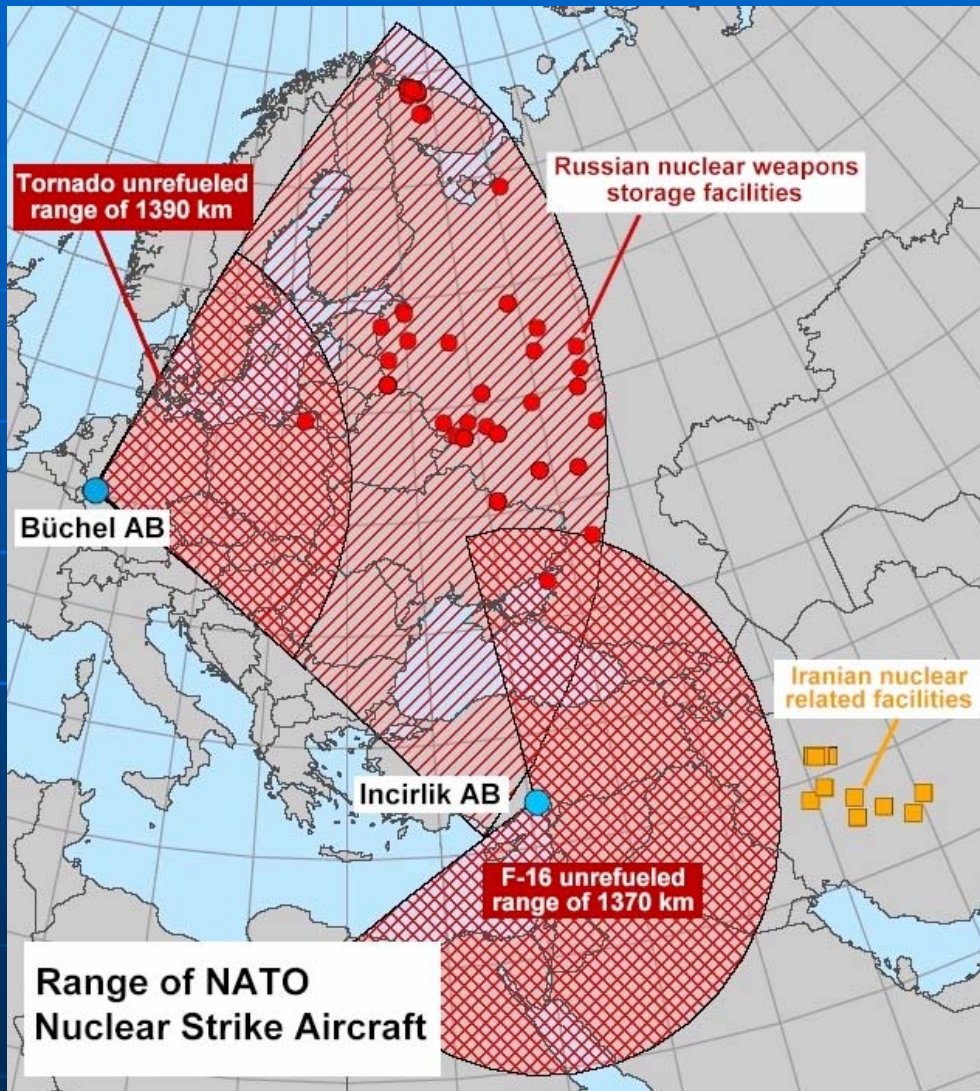 Tornado unrefueled
range of 1390 km
Russian nuclear weapons
storage facilities
Büchel AB
Iranian nuclear
related facilities
Incirlik AB
F-16 unrefueled
range of 1370 km
Range of NATO
Nuclear Strike Aircraft